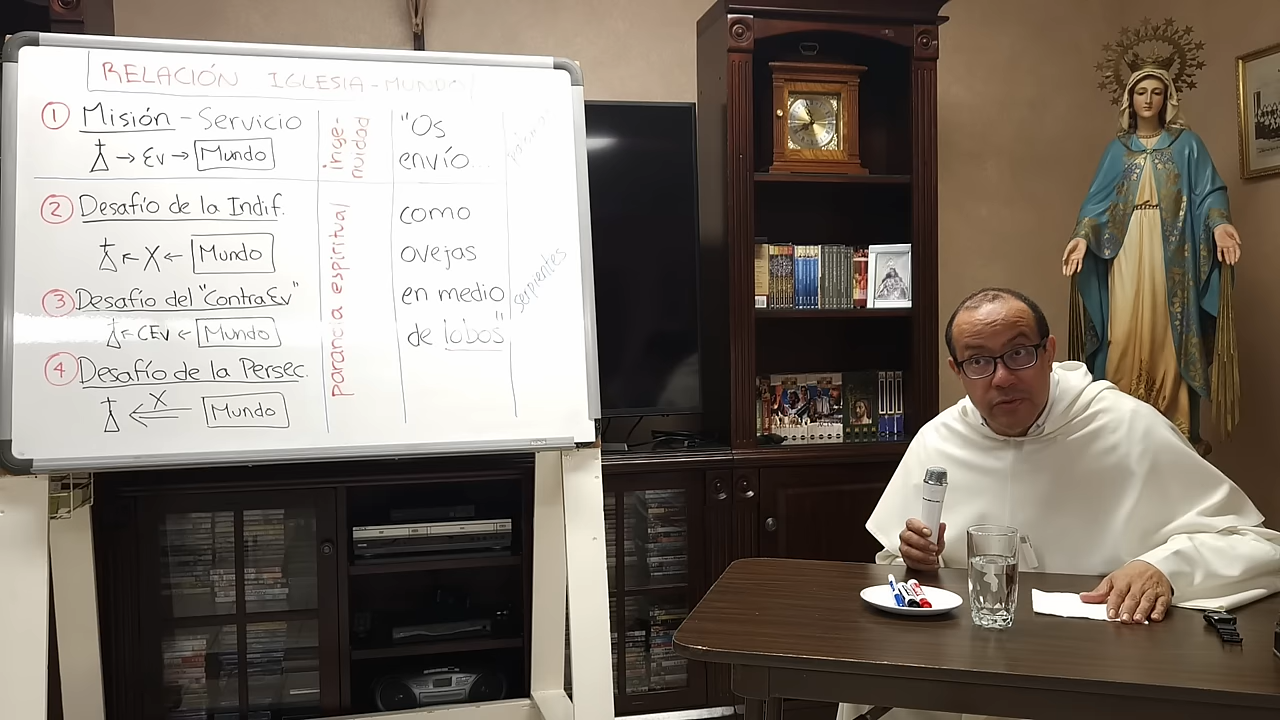 RELACIÓN IGLESIA-MUNDO
① Misión - Servicio
→ Ev → Mundo
② Desafío de la Indif.
← X ← Mundo
③ Desafío del "ContraEv"
← CEv ← Mundo
④ Desafío de la Persec.
X
Mundo
inge-
nuidad
paranoia espiritual
"Os
envío...
como
ovejas
en medio
de lobos"
serpientes